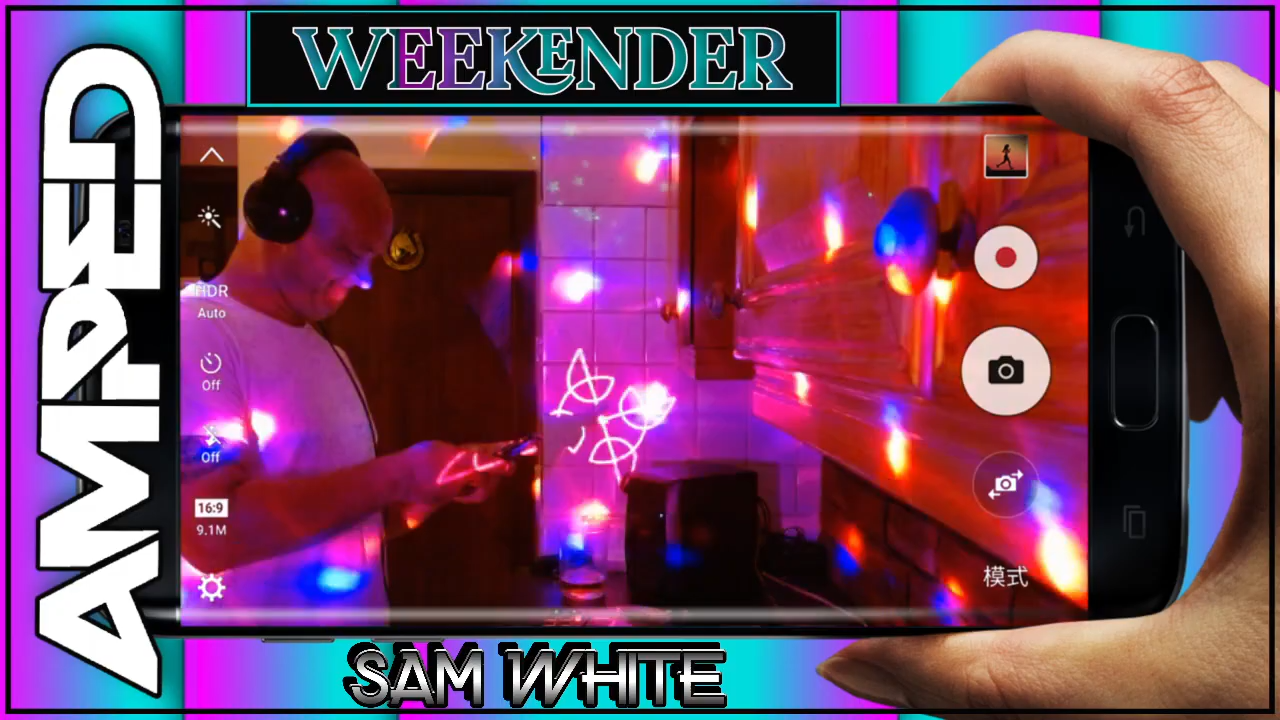 WEEKENDER
AMPED
HDR
Auto
Off
Off
16:9
9.1M
模式
SAM WHITE